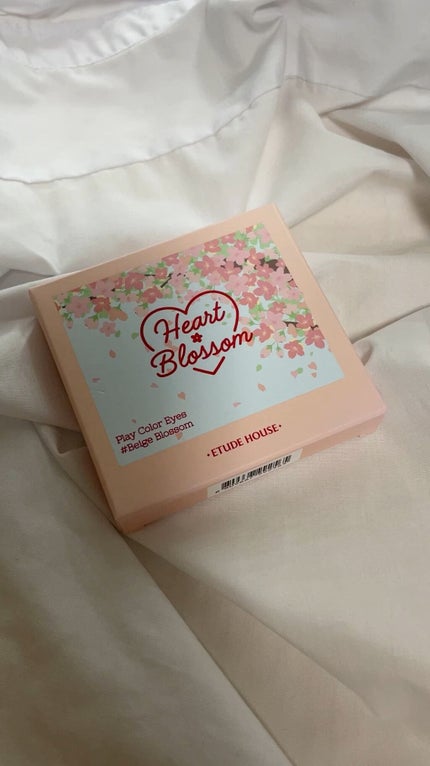 Heart
Blossom
Play Color Eyes
#Beige Blossom
·ETUDE HOUSE·